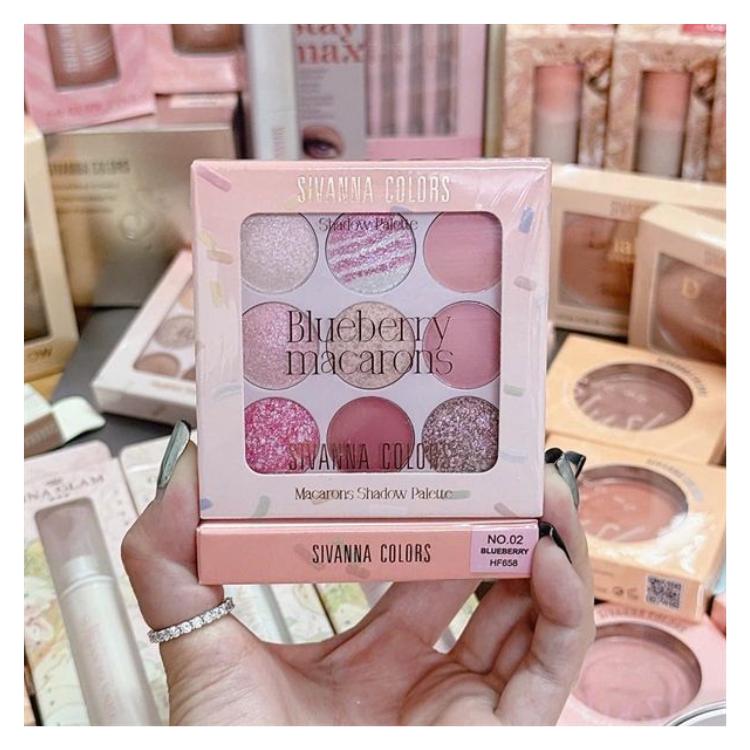 stay
max
SIVANNA COLORS
SIVANNA COLORS
Shadow Palette
Blueberry
macarons
SIVANNA COLORS
Macarons Shadow Palette
SIVANNA COLORS
NO.02
BLUEBERRY
HF658